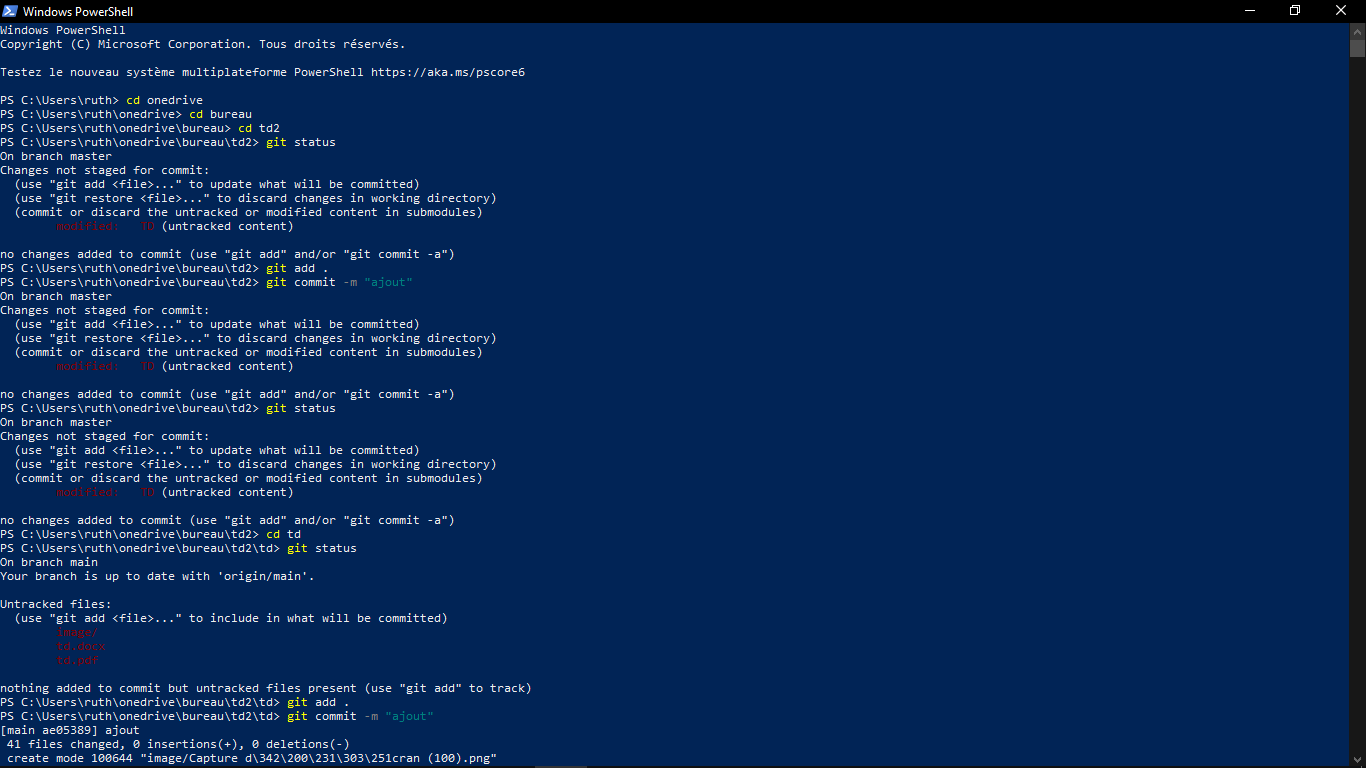 Windows PowerShell
Windows PowerShell
Copyright (C) Microsoft Corporation. Tous droits réservés.
Testez le nouveau système multiplateforme PowerShell https://aka.ms/pscore6
PS C:\Users\ruth> cd onedrive
PS C:\Users\ruth\onedrive> cd bureau
PS C:\Users\ruth\onedrive\bureau> cd td2
PS C:\Users\ruth\onedrive\bureau\td2> git status
On branch master
Changes not staged for commit:
  (use "git add <file>..." to update what will be committed)
  (use "git restore <file>..." to discard changes in working directory)
  (commit or discard the untracked or modified content in submodules)
        modified:   TD (untracked content)
no changes added to commit (use "git add" and/or "git commit -a")
PS C:\Users\ruth\onedrive\bureau\td2> git add .
PS C:\Users\ruth\onedrive\bureau\td2> git commit -m "ajout"
On branch master
Changes not staged for commit:
  (use "git add <file>..." to update what will be committed)
  (use "git restore <file>..." to discard changes in working directory)
  (commit or discard the untracked or modified content in submodules)
        modified:   TD (untracked content)
no changes added to commit (use "git add" and/or "git commit -a")
PS C:\Users\ruth\onedrive\bureau\td2> git status
On branch master
Changes not staged for commit:
  (use "git add <file>..." to update what will be committed)
  (use "git restore <file>..." to discard changes in working directory)
  (commit or discard the untracked or modified content in submodules)
        modified:   TD (untracked content)
no changes added to commit (use "git add" and/or "git commit -a")
PS C:\Users\ruth\onedrive\bureau\td2> cd td
PS C:\Users\ruth\onedrive\bureau\td2\td> git status
On branch main
Your branch is up to date with 'origin/main'.
Untracked files:
  (use "git add <file>..." to include in what will be committed)
        image/
        td.docx
        td.pdf
nothing added to commit but untracked files present (use "git add" to track)
PS C:\Users\ruth\onedrive\bureau\td2\td> git add .
PS C:\Users\ruth\onedrive\bureau\td2\td> git commit -m "ajout"
[main ae05389] ajout
 41 files changed, 0 insertions(+), 0 deletions(-)
 create mode 100644 "image/Capture d\342\200\231\303\251cran (100).png"